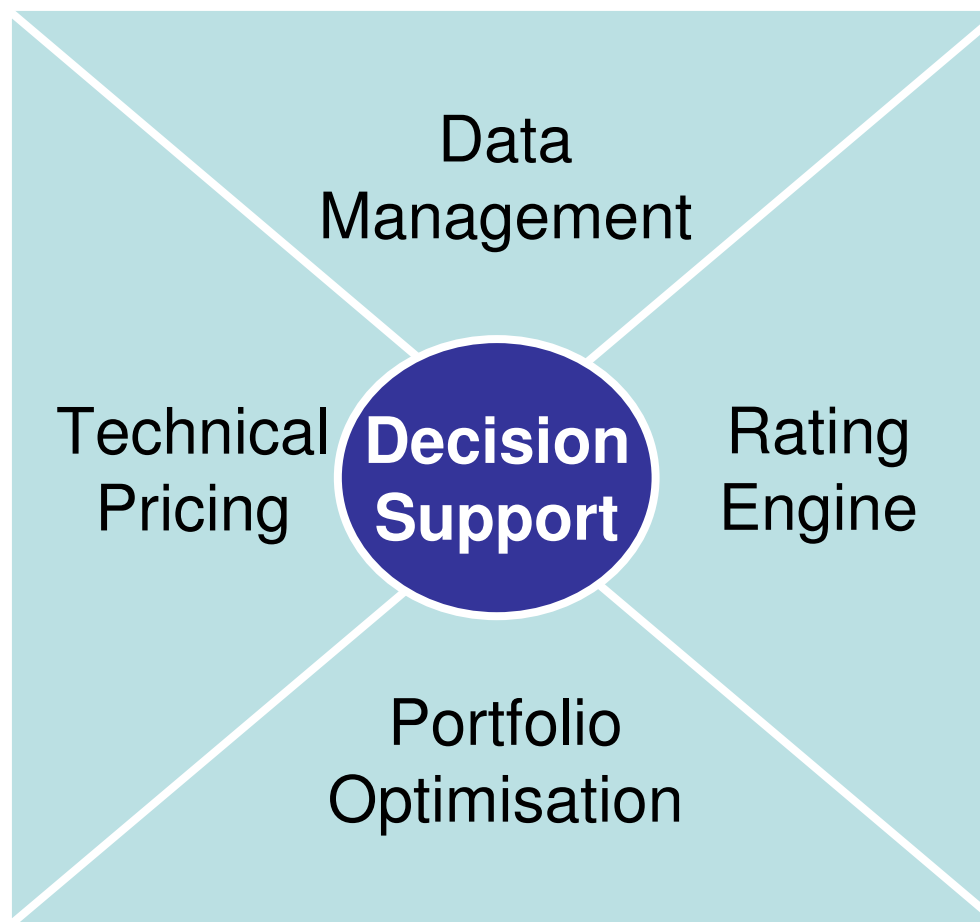 Data
Management
Technical
Pricing
Decision
Support
Rating
Engine
Portfolio
Optimisation